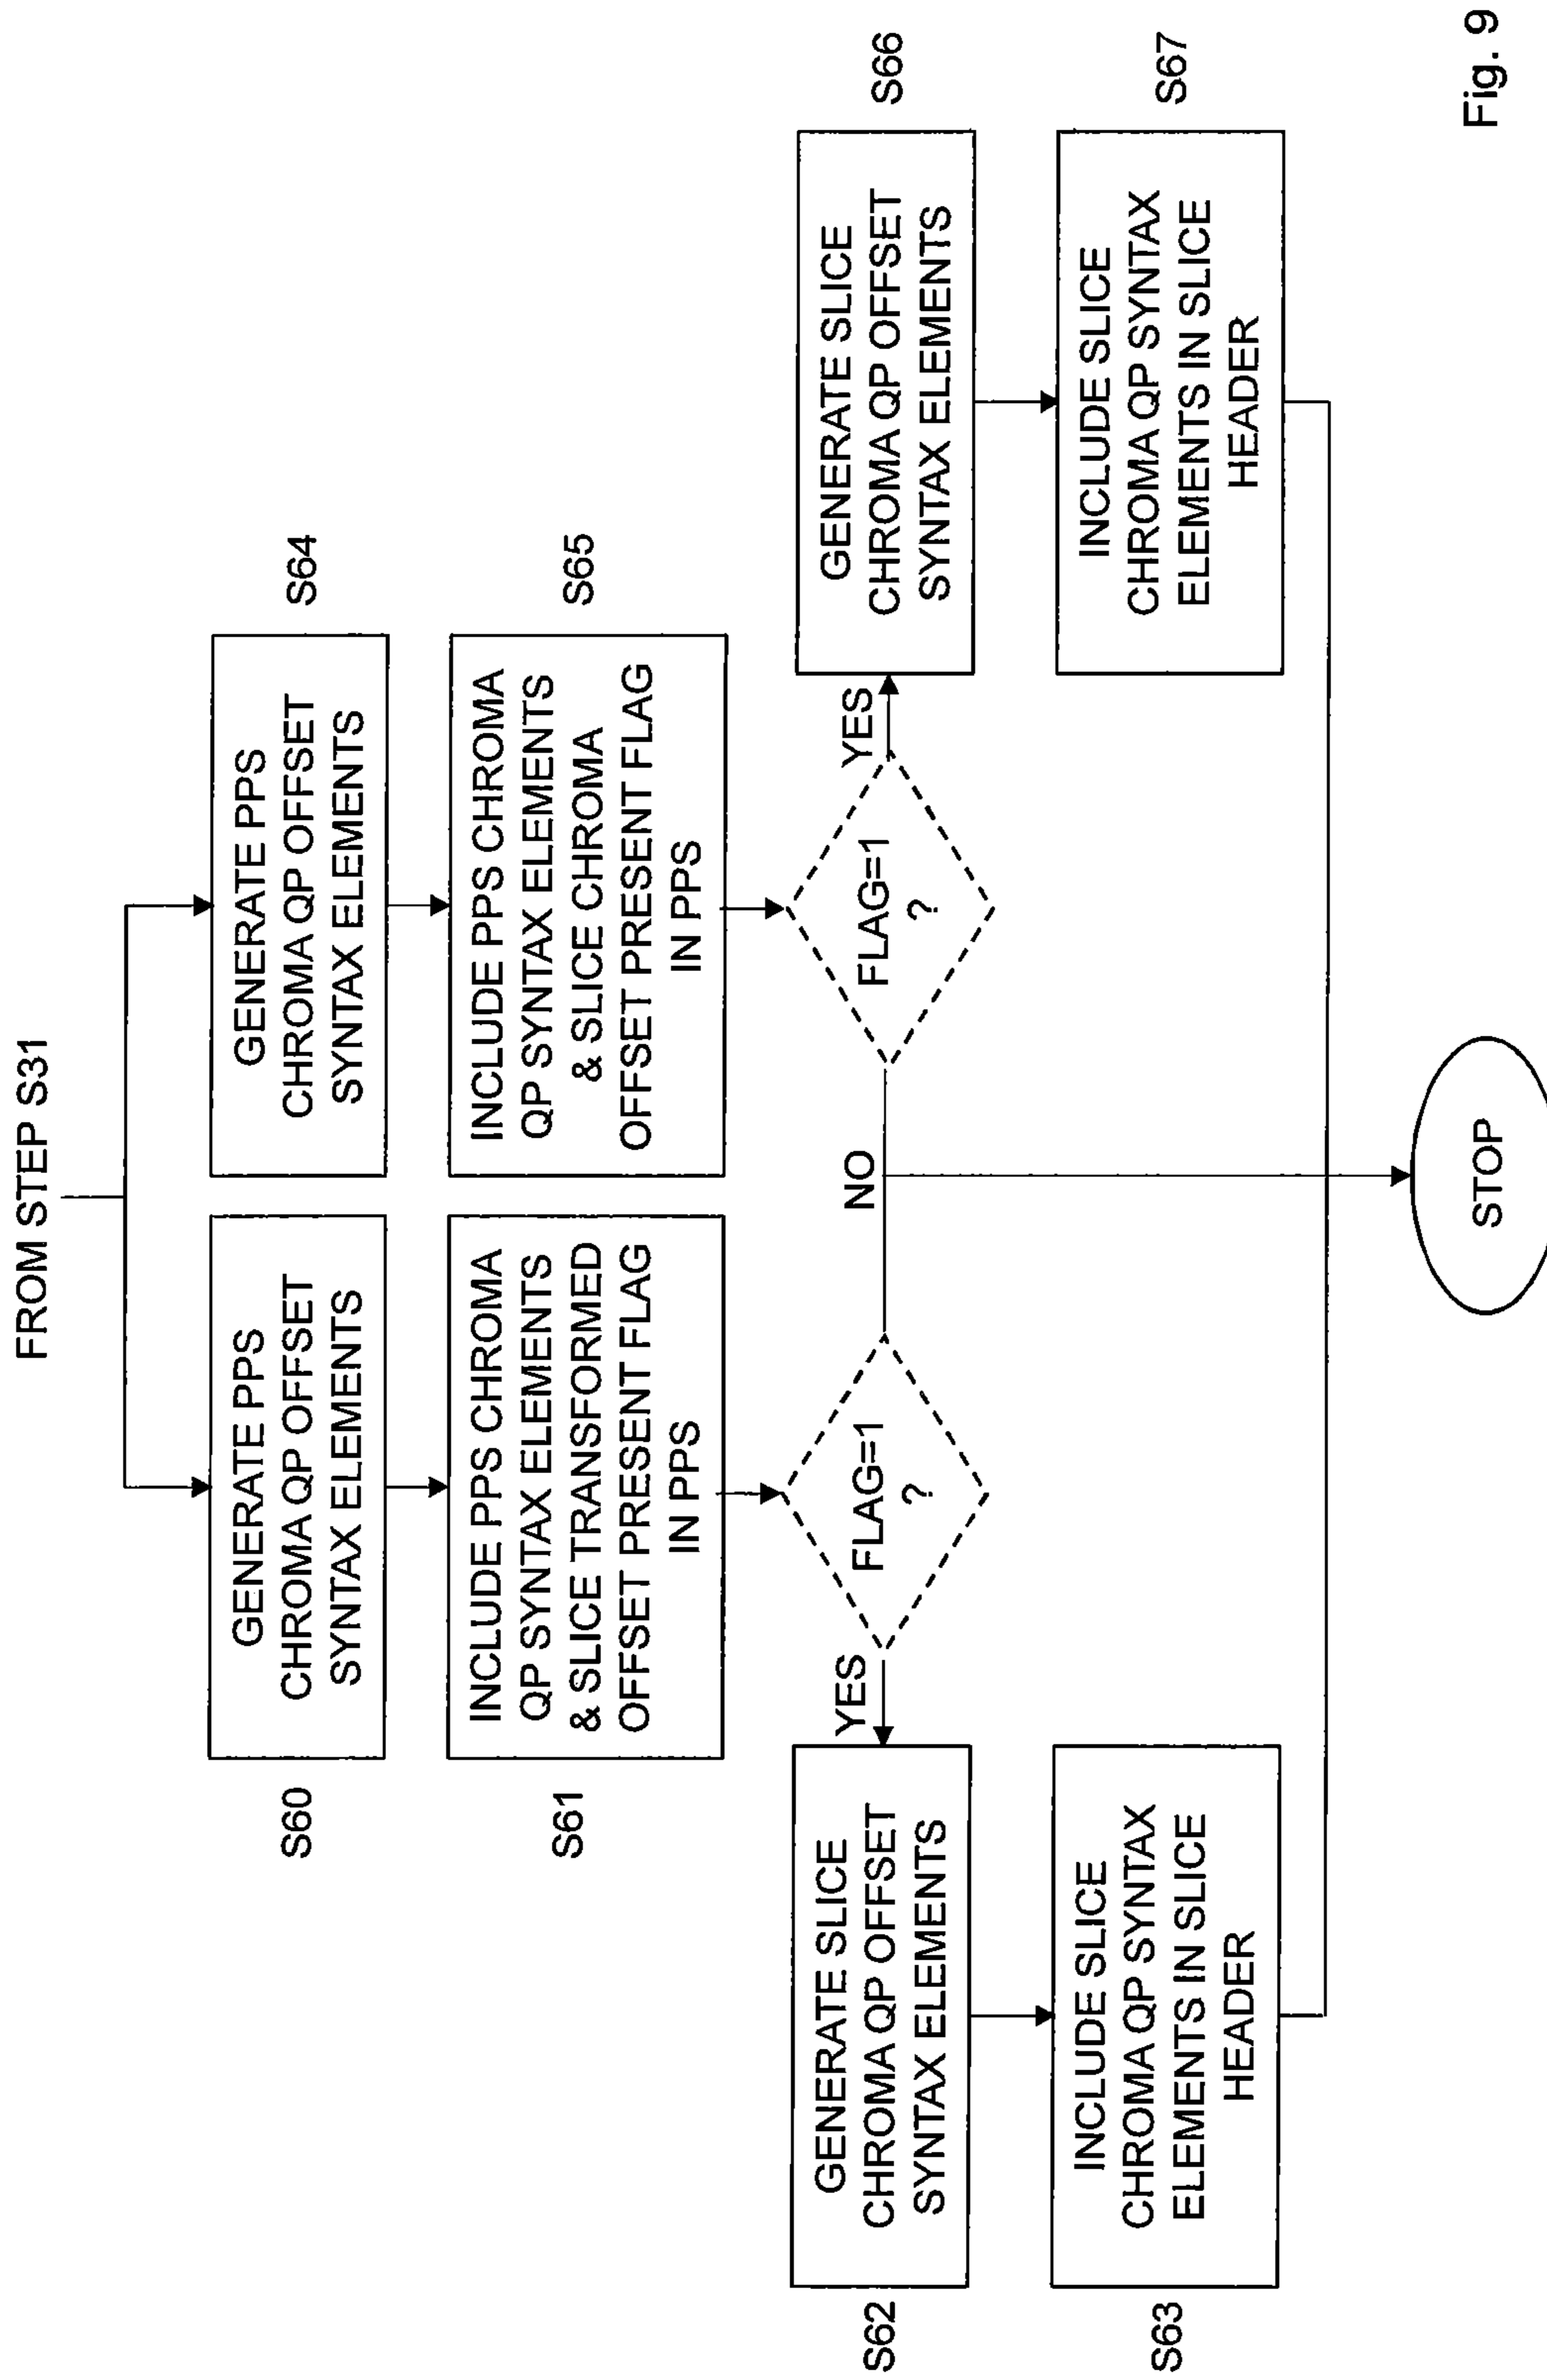 FROM STEP S31
S60
GENERATE PPS
CHROMA QP OFFSET
SYNTAX ELEMENTS
S61
INCLUDE PPS CHROMA
QP SYNTAX ELEMENTS
& SLICE TRANSFORMED
OFFSET PRESENT FLAG
IN PPS
FLAG=1
?
YES
NO
S62
GENERATE SLICE
CHROMA QP OFFSET
SYNTAX ELEMENTS
S63
INCLUDE SLICE
CHROMA QP SYNTAX
ELEMENTS IN SLICE
HEADER
GENERATE PPS
CHROMA QP OFFSET
SYNTAX ELEMENTS
S64
INCLUDE PPS CHROMA
QP SYNTAX ELEMENTS
& SLICE CHROMA
OFFSET PRESENT FLAG
IN PPS
S65
FLAG=1
?
YES
GENERATE SLICE
CHROMA QP OFFSET
SYNTAX ELEMENTS
S66
INCLUDE SLICE
CHROMA QP SYNTAX
ELEMENTS IN SLICE
HEADER
S67
STOP
Fig. 9